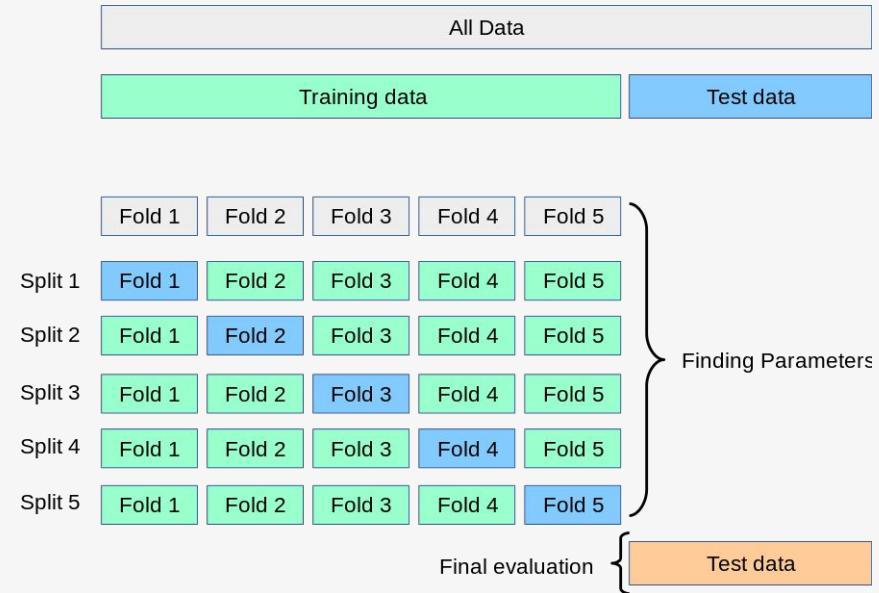 All Data
Training data Test data
Fold 1 Fold 2 Fold 3 Fold 4 Fold 5
Split 1 Fold 1 Fold 2 Fold 3 Fold 4 Fold 5
Split 2 Fold 1 Fold 2 Fold 3 Fold 4 Fold 5
Finding Parameters
Split 3 Fold 1 Fold 2 Fold 3 Fold 4 Fold 5
Split 4 Fold 1 Fold 2 Fold 3 Fold 4 Fold 5
Split 5 Fold 1 Fold 2 Fold 3 Fold 4 Fold 5
Final evaluation Test data